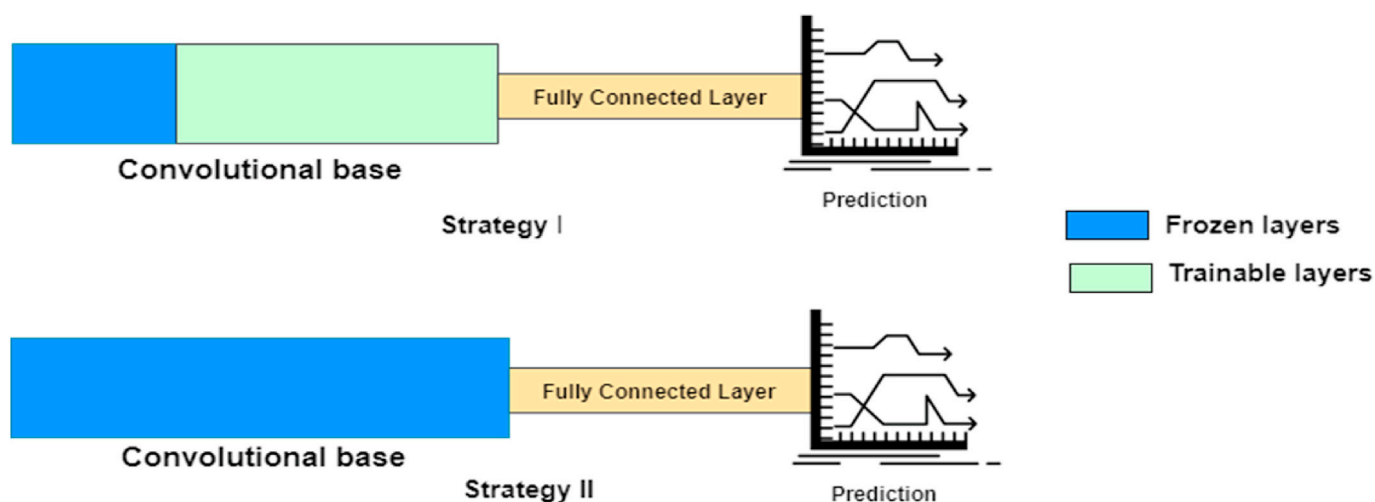 Fully Connected Layer
Convolutional base
Prediction
Strategy I
Frozen layers
Trainable layers
Fully Connected Layer
Convolutional base
Strategy II
Prediction